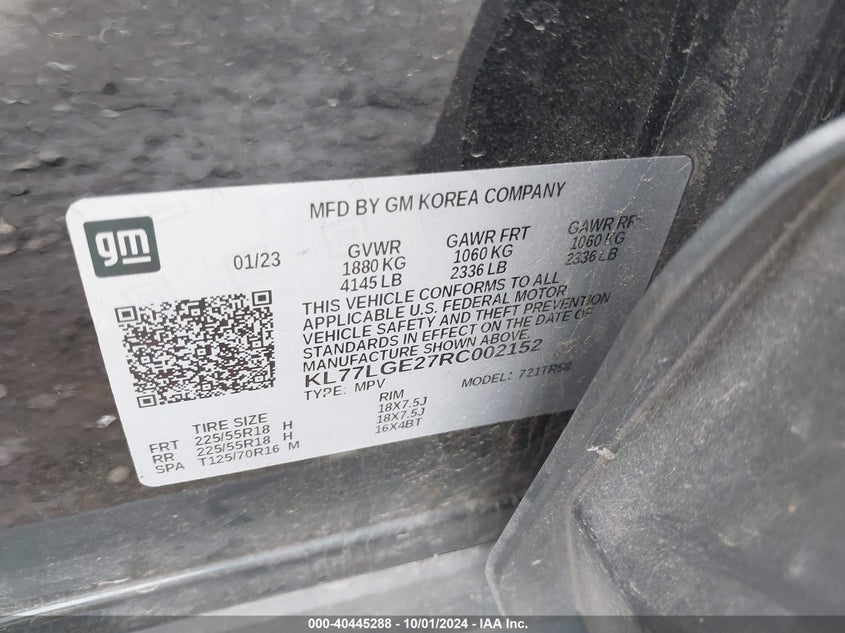 MFD BY GM KOREA COMPANY
gm
01/23
GVWR
1880 KG
4145 LB
GAWR FRT
1060 KG
2336 LB
GAWR RR
1060 KG
2336 LB
THIS VEHICLE CONFORMS TO ALL
APPLICABLE U.S. FEDERAL MOTOR
VEHICLE SAFETY AND THEFT PREVENTION
STANDARDS IN EFFECT ON THE DATE OF
MANUFACTURE SHOWN ABOVE.
KL77LGE27RC002152
TYPE: MPV
MODEL: 721TR56
TIRE SIZE
RIM
FRT 225/55R18 H 18X7.5J
RR 225/55R18 H 18X7.5J
SPA T125/70R16 M 16X4BT
000-40445288 - 10/01/2024 - IAA Inc.